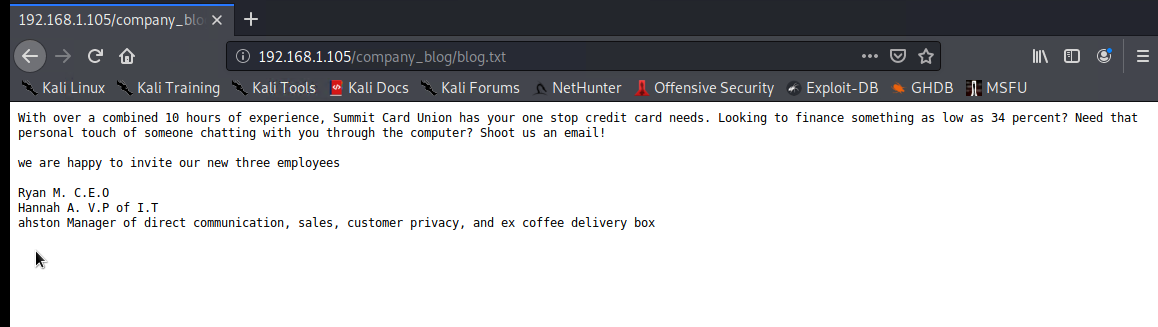 192.168.1.105/company_blo
192.168.1.105/company_blog/blog.txt
Kali Linux Kali Training Kali Tools Kali Docs Kali Forums NetHunter Offensive Security Exploit-DB GHDB MSFU
With over a combined 10 hours of experience, Summit Card Union has your one stop credit card needs. Looking to finance something as low as 34 percent? Need that
personal touch of someone chatting with you through the computer? Shoot us an email!
we are happy to invite our new three employees
Ryan M. C.E.O
Hannah A. V.P of I.T
ahston Manager of direct communication, sales, customer privacy, and ex coffee delivery box